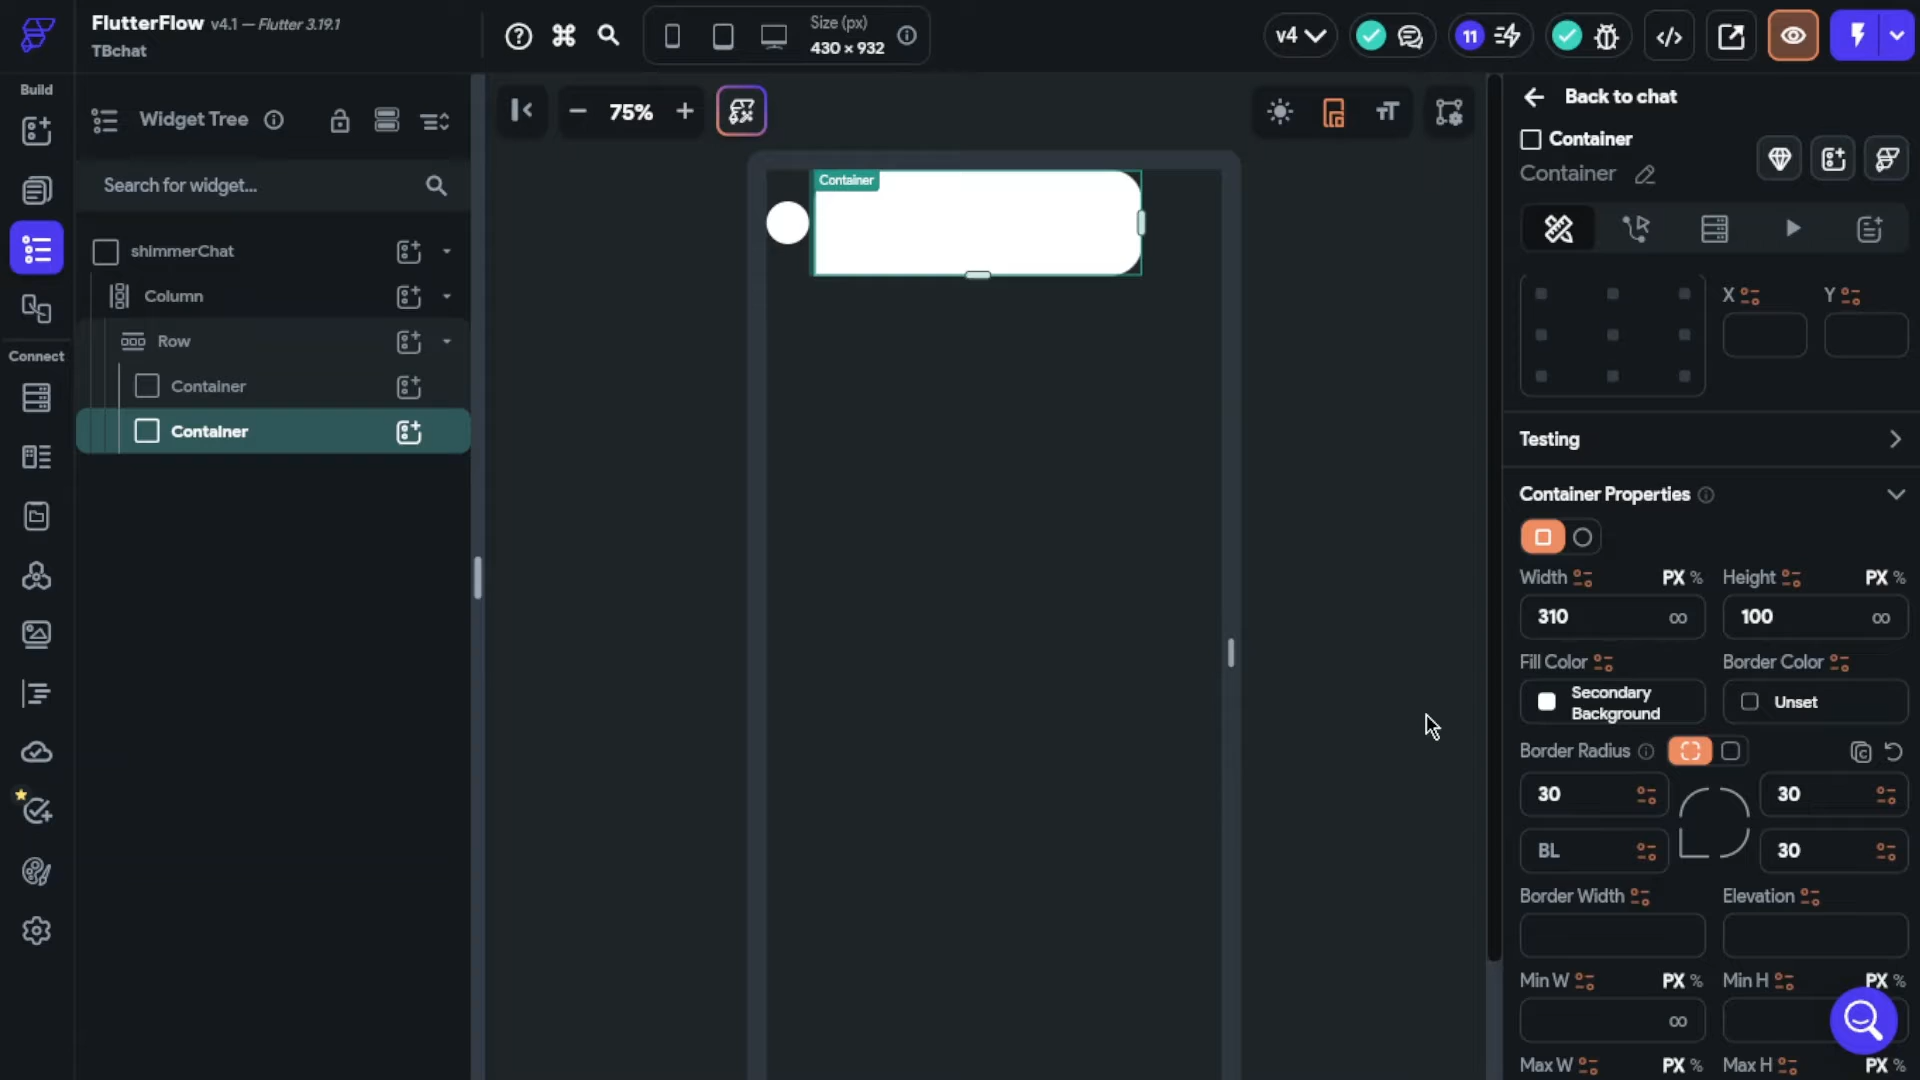 FlutterFlow v4.1 — Flutter 3.19.1
TBchat
Size (px)
430 × 932
v4
11
Build
Widget Tree
75%
Back to chat
Container
Container
Search for widget...
Container
shimmerChat
Column
X
Y
Row
Connect
Container
Container
Testing
Container Properties
Width PX %
Height PX %
310 ∞
100 ∞
Fill Color
Border Color
Secondary
Background
Unset
Border Radius
30
30
BL
30
Border Width
Elevation
Min W PX %
Min H PX %
∞
Max W PX %
Max H PX %